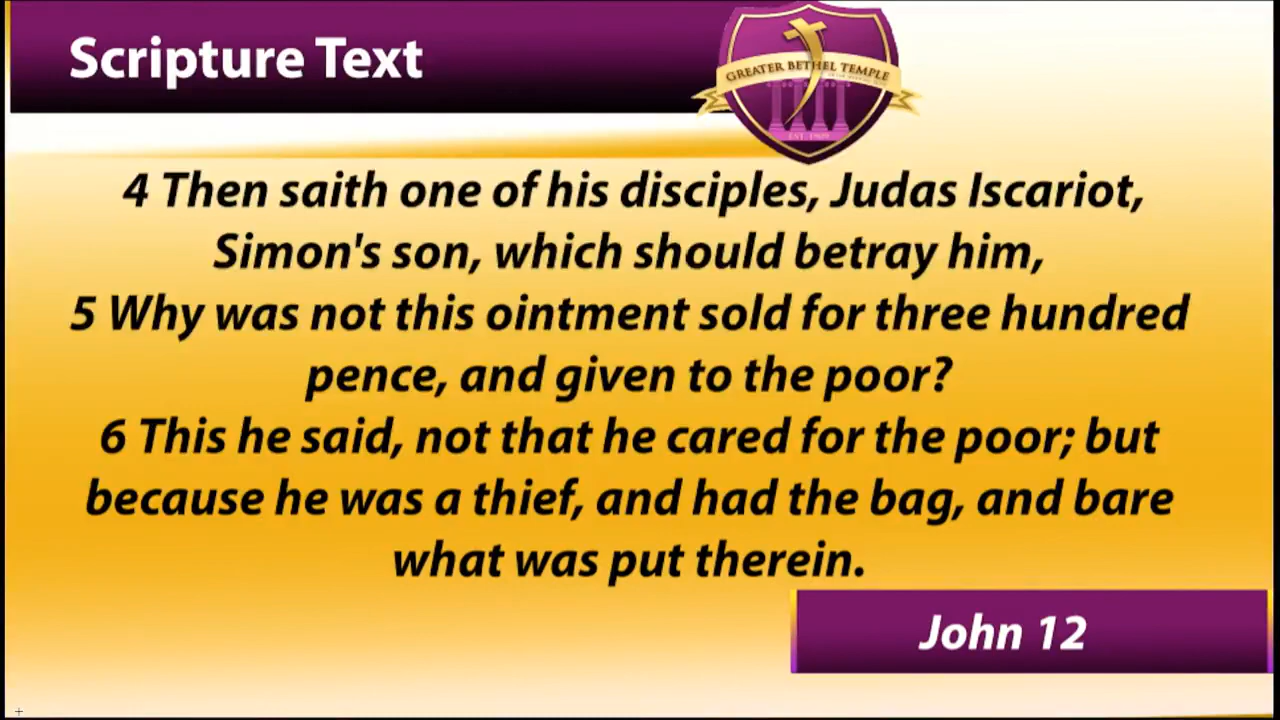 Scripture Text
GREATER BETHEL TEMPLE
4 Then saith one of his disciples, Judas Iscariot,
Simon's son, which should betray him,
5 Why was not this ointment sold for three hundred
pence, and given to the poor?
6 This he said, not that he cared for the poor; but
because he was a thief, and had the bag, and bare
what was put therein.
John 12